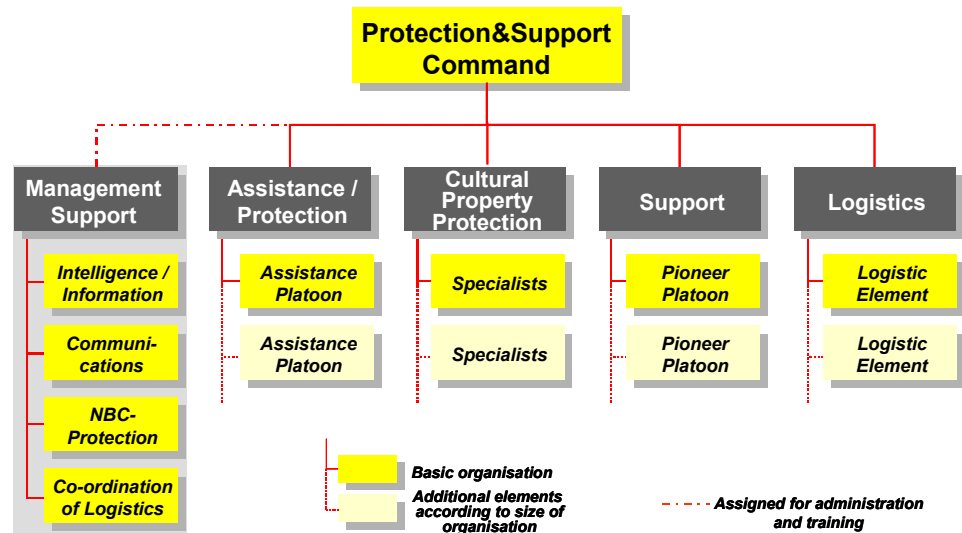 Protection&Support
Command
Management
Support
Assistance /
Protection
Cultural
Property
Protection
Support
Logistics
Intelligence /
Information
Communi-
cations
NBC-
Protection
Co-ordination
of Logistics
Assistance
Platoon
Assistance
Platoon
Specialists
Specialists
Pioneer
Platoon
Pioneer
Platoon
Logistic
Element
Logistic
Element
Basic organisation
Additional elements
according to size of
organisation
Assigned for administration
and training